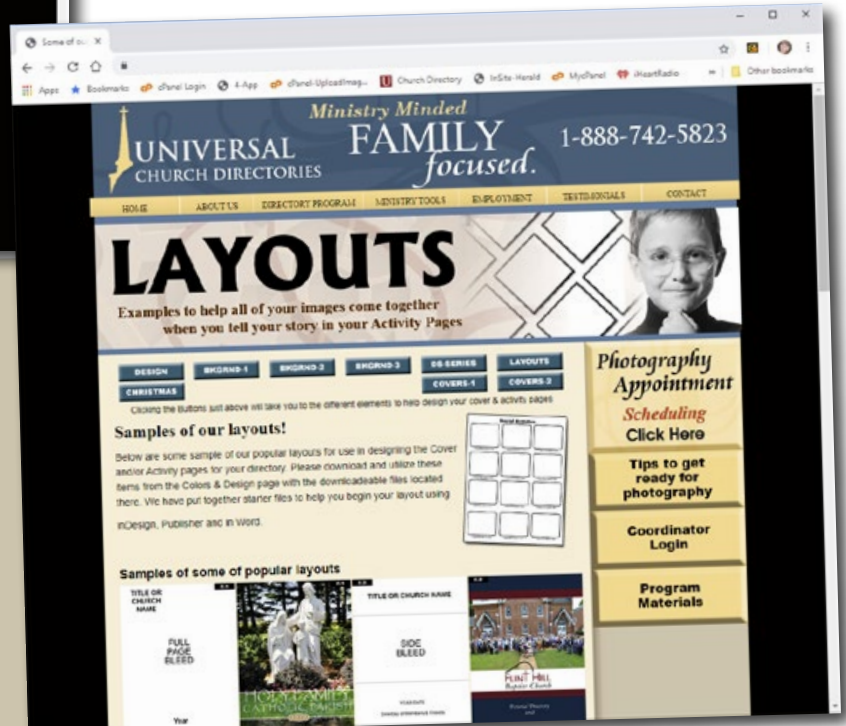 Some of ou
Apps Bookmarks cPanel Login 4-App cPanel-UploadImag... Church Directory InSite-Herald MycPanel iHeartRadio Other bookmarks
UNIVERSAL
CHURCH DIRECTORIES
Ministry Minded
FAMILY
focused.
1-888-742-5823
HOME ABOUT US DIRECTORY PROGRAM MINISTRY TOOLS EMPLOYMENT TESTIMONIALS CONTACT
LAYOUTS
Examples to help all of your images come together
when you tell your story in your Activity Pages
DESIGN BKGRND-1 BKGRND-2 BKGRND-3 DS-SERIES LAYOUTS
CHRISTMAS COVERS-1 COVERS-2
Clicking the Buttons just above will take you to the different elements to help design your cover & activity pages
Samples of our layouts!
Below are some sample of our popular layouts for use in designing the Cover
and/or Activity pages for your directory. Please download and utilize these
items from the Colors & Design page with the downloadeable files located
there. We have put together starter files to help you begin your layout using
InDesign, Publisher and in Word.
Samples of some of popular layouts
TITLE OR
CHURCH
NAME
FULL
PAGE
BLEED
Year
HOLY FAMILY
CATHOLIC PARISH
TITLE OR CHURCH NAME
SIDE
BLEED
FLINT HILL
Baptist Church
Pictorial Directory
and
Photography
Appointment
Scheduling
Click Here
Tips to get
ready for
photography
Coordinator
Login
Program
Materials